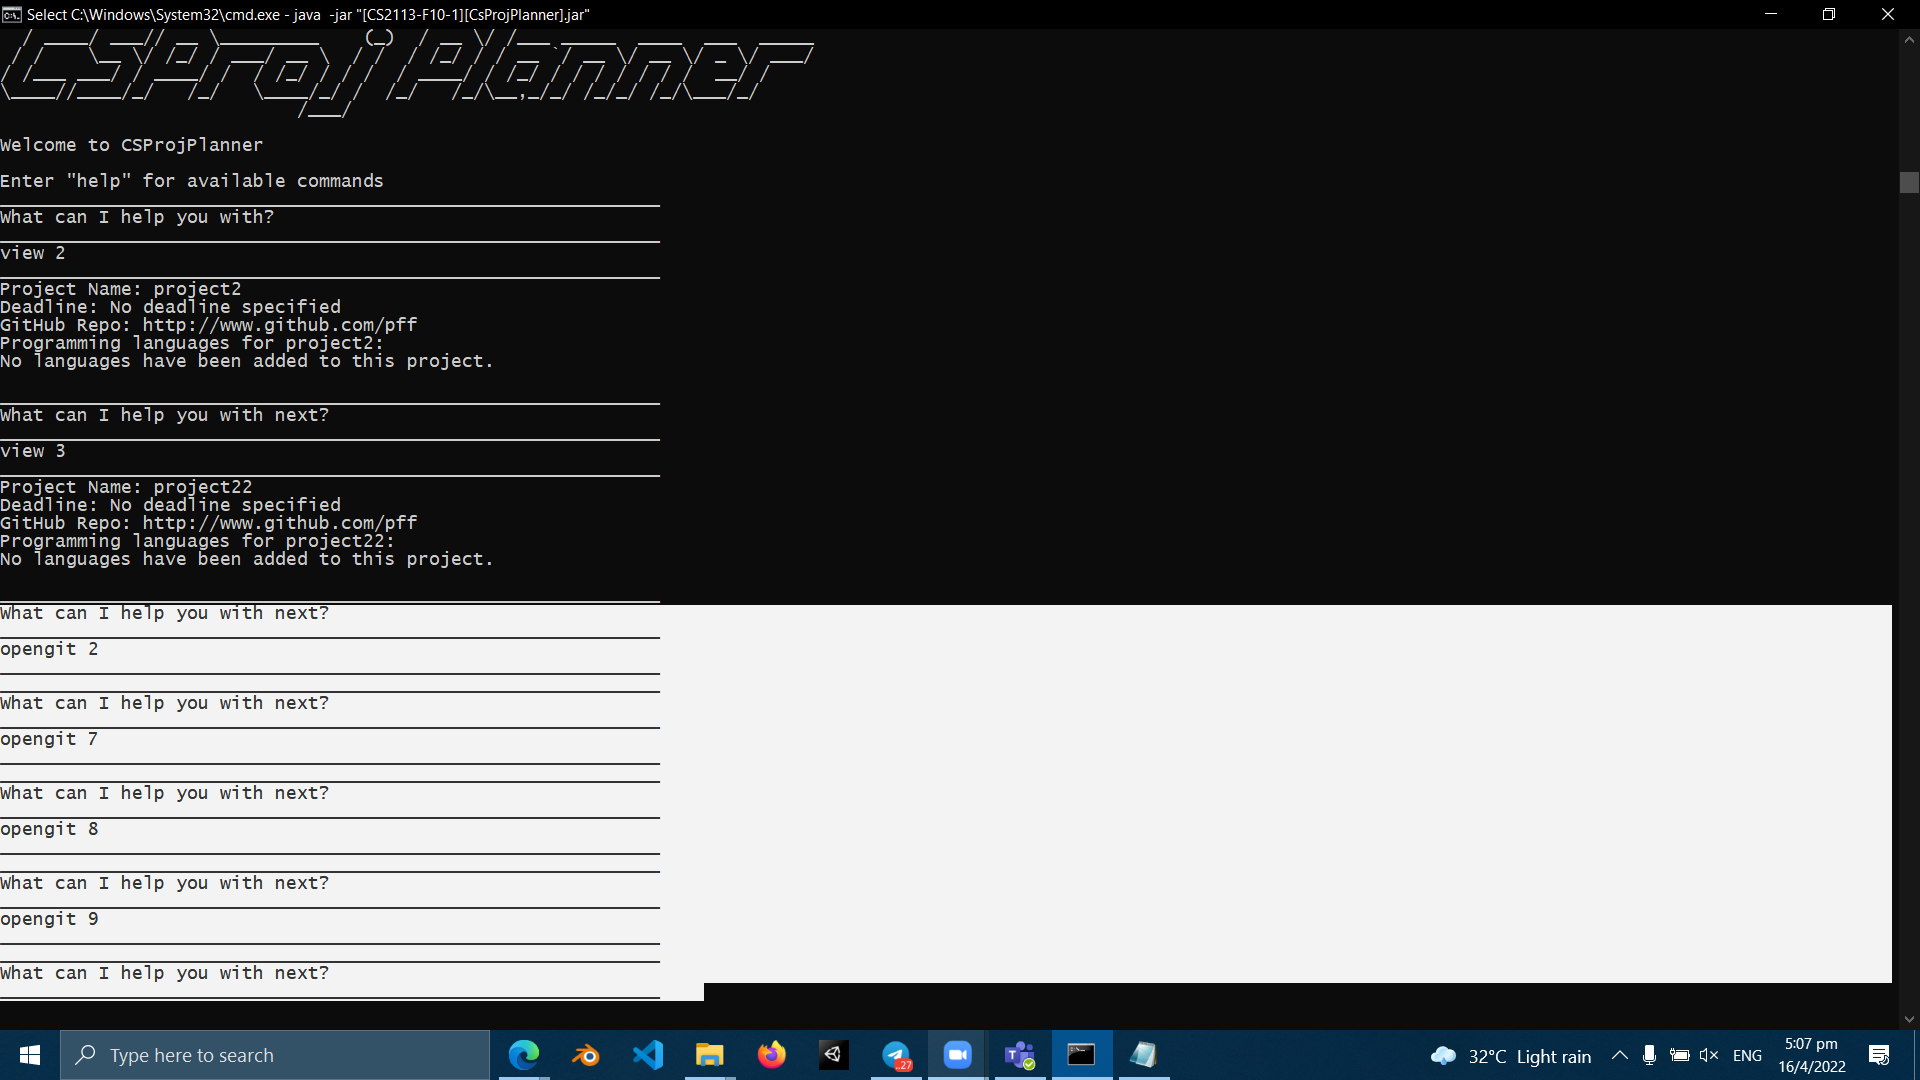 Select C:\Windows\System32\cmd.exe - java -jar "[CS2113-F10-1][CsProjPlanner].jar"
CSProj Planner
Welcome to CSProjPlanner
Enter "help" for available commands
What can I help you with?
view 2
Project Name: project2
Deadline: No deadline specified
GitHub Repo: http://www.github.com/pff
Programming languages for project2:
No languages have been added to this project.
What can I help you with next?
view 3
Project Name: project22
Deadline: No deadline specified
GitHub Repo: http://www.github.com/pff
Programming languages for project22:
No languages have been added to this project.
What can I help you with next?
opengit 2
What can I help you with next?
opengit 7
What can I help you with next?
opengit 8
What can I help you with next?
opengit 9
What can I help you with next?
Type here to search
..27
32°C Light rain
ENG
5:07 pm
16/4/2022